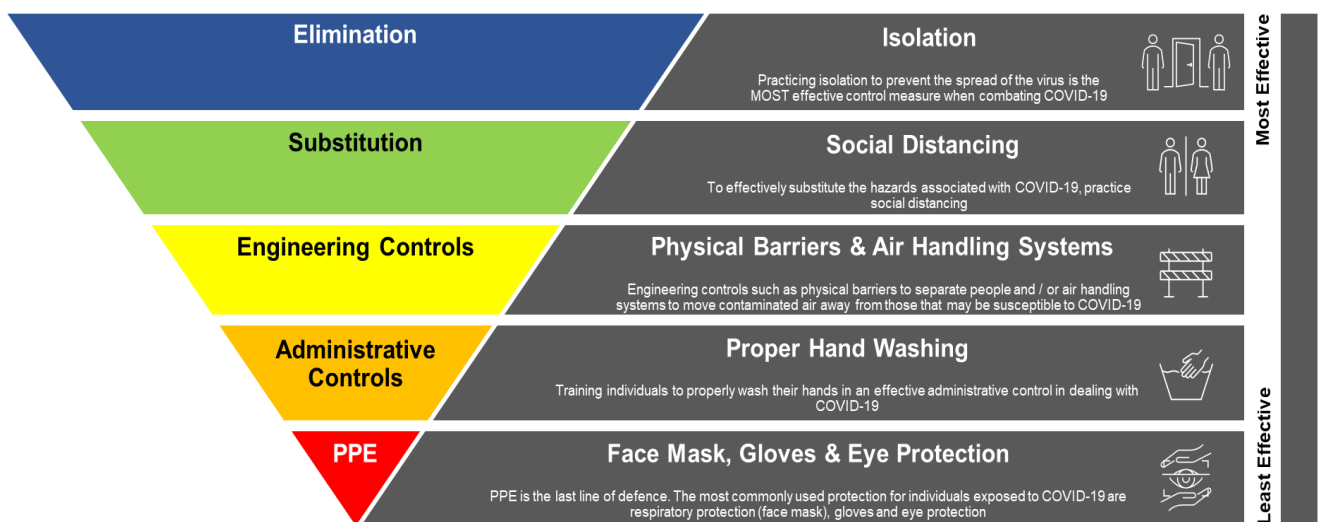 Elimination
Isolation
Practicing isolation to prevent the spread of the virus is the
MOST effective control measure when combating COVID-19
Most Effective
Substitution
Social Distancing
To effectively substitute the hazards associated with COVID-19, practice
social distancing
Engineering Controls
Physical Barriers & Air Handling Systems
Engineering controls such as physical barriers to separate people and / or air handling
systems to move contaminated air away from those that may be susceptible to COVID-19
Administrative
Controls
Proper Hand Washing
Training individuals to properly wash their hands in an effective administrative control in dealing with
COVID-19
PPE
Face Mask, Gloves & Eye Protection
PPE is the last line of defence. The most commonly used protection for individuals exposed to COVID-19 are
respiratory protection (face mask), gloves and eye protection
Least Effective